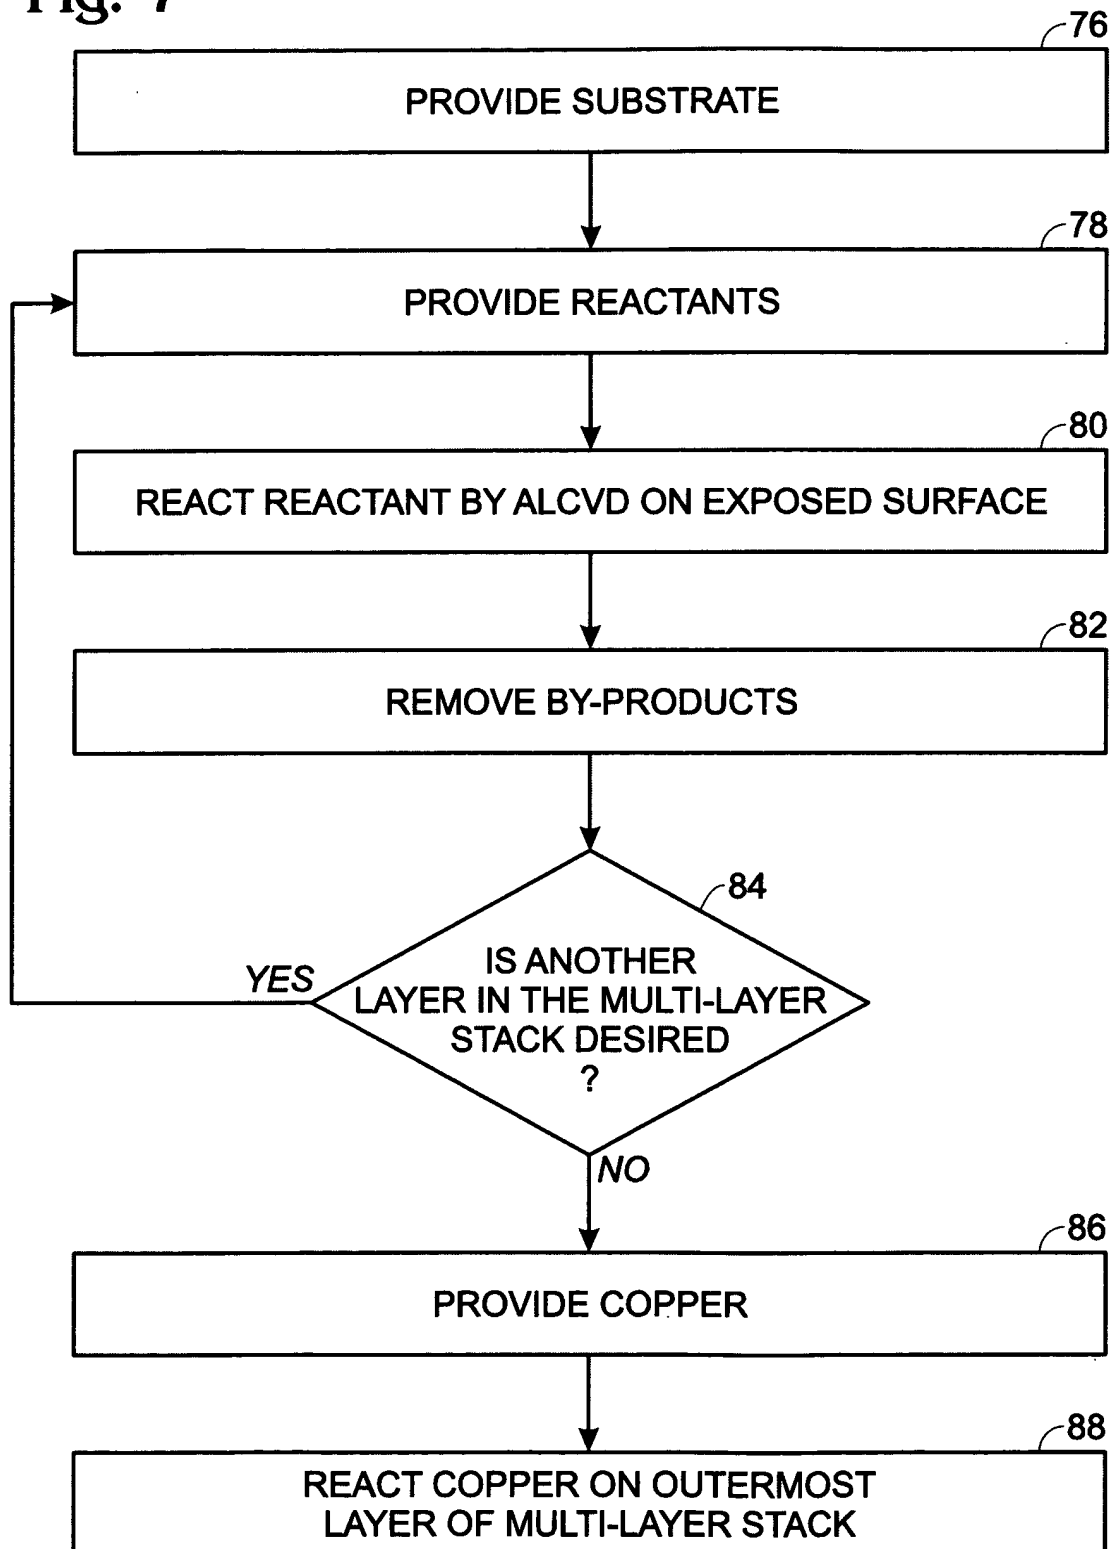 Fig. 7
76
PROVIDE SUBSTRATE
78
PROVIDE REACTANTS
80
REACT REACTANT BY ALCVD ON EXPOSED SURFACE
82
REMOVE BY-PRODUCTS
84
IS ANOTHER
LAYER IN THE MULTI-LAYER
STACK DESIRED
?
YES
NO
86
PROVIDE COPPER
88
REACT COPPER ON OUTERMOST
LAYER OF MULTI-LAYER STACK